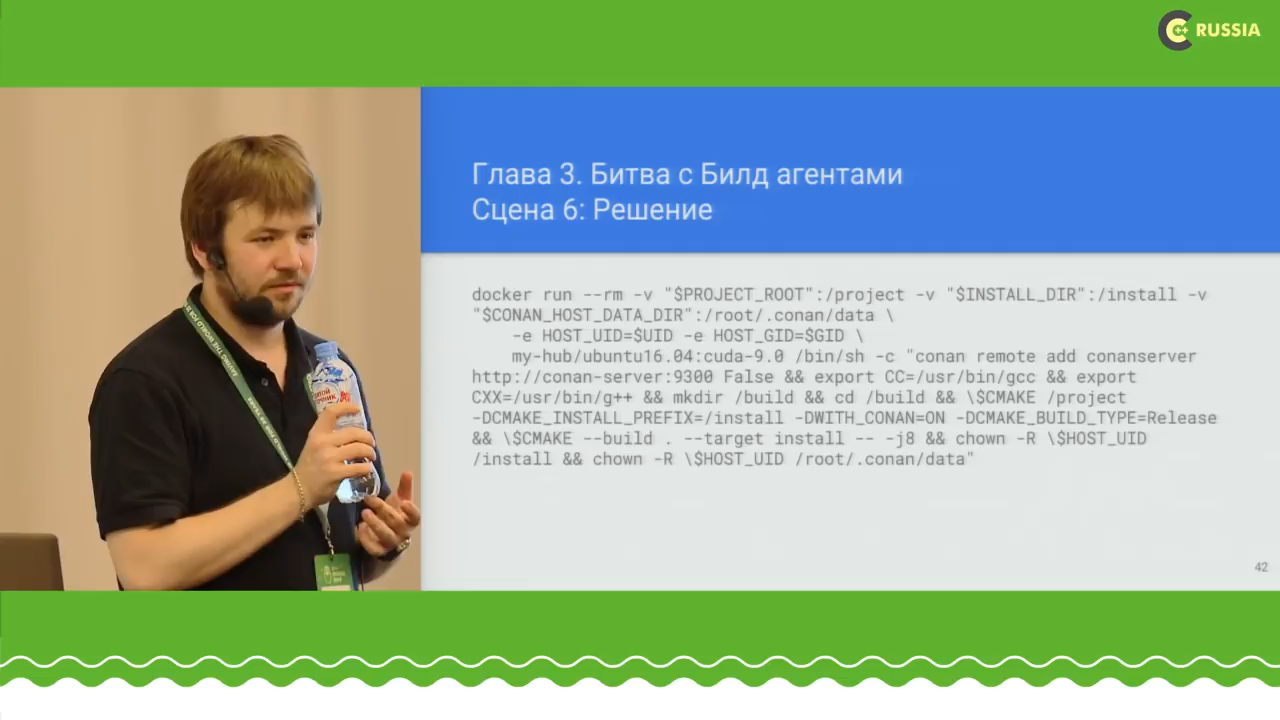 C++ RUSSIA
Глава 3. Битва с Билд агентами
Сцена 6: Решение
docker run --rm -v "$PROJECT_ROOT":/project -v "$INSTALL_DIR":/install -v
"$CONAN_HOST_DATA_DIR":/root/.conan/data \
-e HOST_UID=$UID -e HOST_GID=$GID \
my-hub/ubuntu16.04:cuda-9.0 /bin/sh -c "conan remote add conanserver
http://conan-server:9300 False && export CC=/usr/bin/gcc && export
CXX=/usr/bin/g++ && mkdir /build && cd /build && \$CMAKE /project
-DCMAKE_INSTALL_PREFIX=/install -DWITH_CONAN=ON -DCMAKE_BUILD_TYPE=Release
&& \$CMAKE --build . --target install -- -j8 && chown -R \$HOST_UID
/install && chown -R \$HOST_UID /root/.conan/data"
42